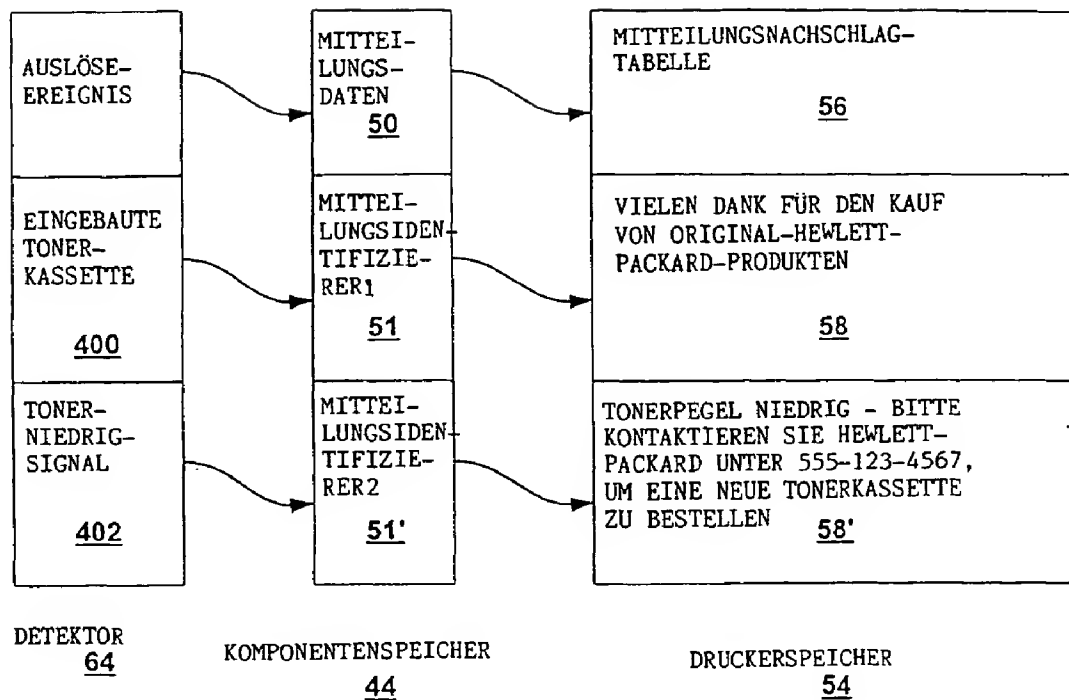 AUSLÖSE-
EREIGNIS
MITTEI-
LUNGS-
DATEN
50
MITTEILUNGSNACHSCHLAG-
TABELLE
56
EINGEBAUTE
TONER-
KASSETTE
400
MITTEI-
LUNGSIDEN-
TIFIZIE-
RER1
51
VIELEN DANK FÜR DEN KAUF
VON ORIGINAL-HEWLETT-
PACKARD-PRODUKTEN
58
TONER-
NIEDRIG-
SIGNAL
402
MITTEI-
LUNGSIDEN-
TIFIZIE-
RER2
51'
TONERPEGEL NIEDRIG - BITTE
KONTAKTIEREN SIE HEWLETT-
PACKARD UNTER 555-123-4567,
UM EINE NEUE TONERKASSETTE
ZU BESTELLEN
58'
DETEKTOR
64
KOMPONENTENSPEICHER
44
DRUCKERSPEICHER
54